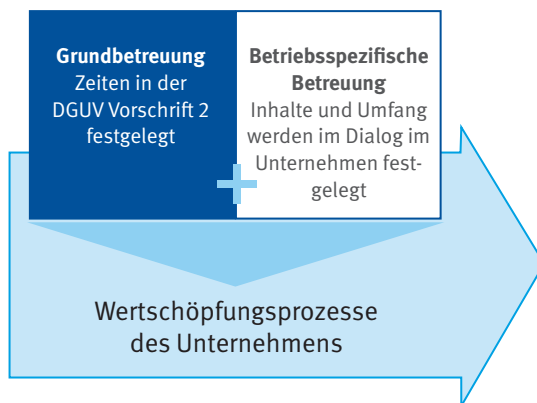 Grundbetreuung
Zeiten in der
DGUV Vorschrift 2
festgelegt
Betriebsspezifische
Betreuung
Inhalte und Umfang
werden im Dialog im
Unternehmen fest-
gelegt
Wertschöpfungsprozesse
des Unternehmens